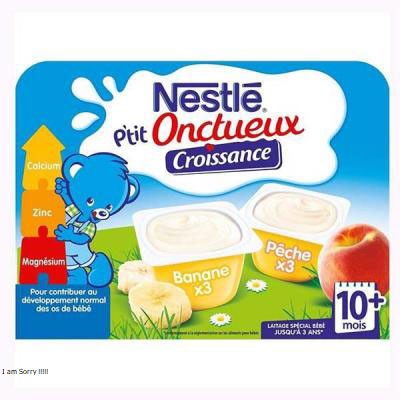 Nestlé
P'tit Onctueux
Croissance
Calcium
Zinc
Magnésium
Pour contribuer au
développement normal
des os de bébé
Banane
x3
Pêche
x3
10+
mois
LAITAGE SPÉCIAL BÉBÉ
JUSQU'À 3 ANS*
I am Sorry !!!!!